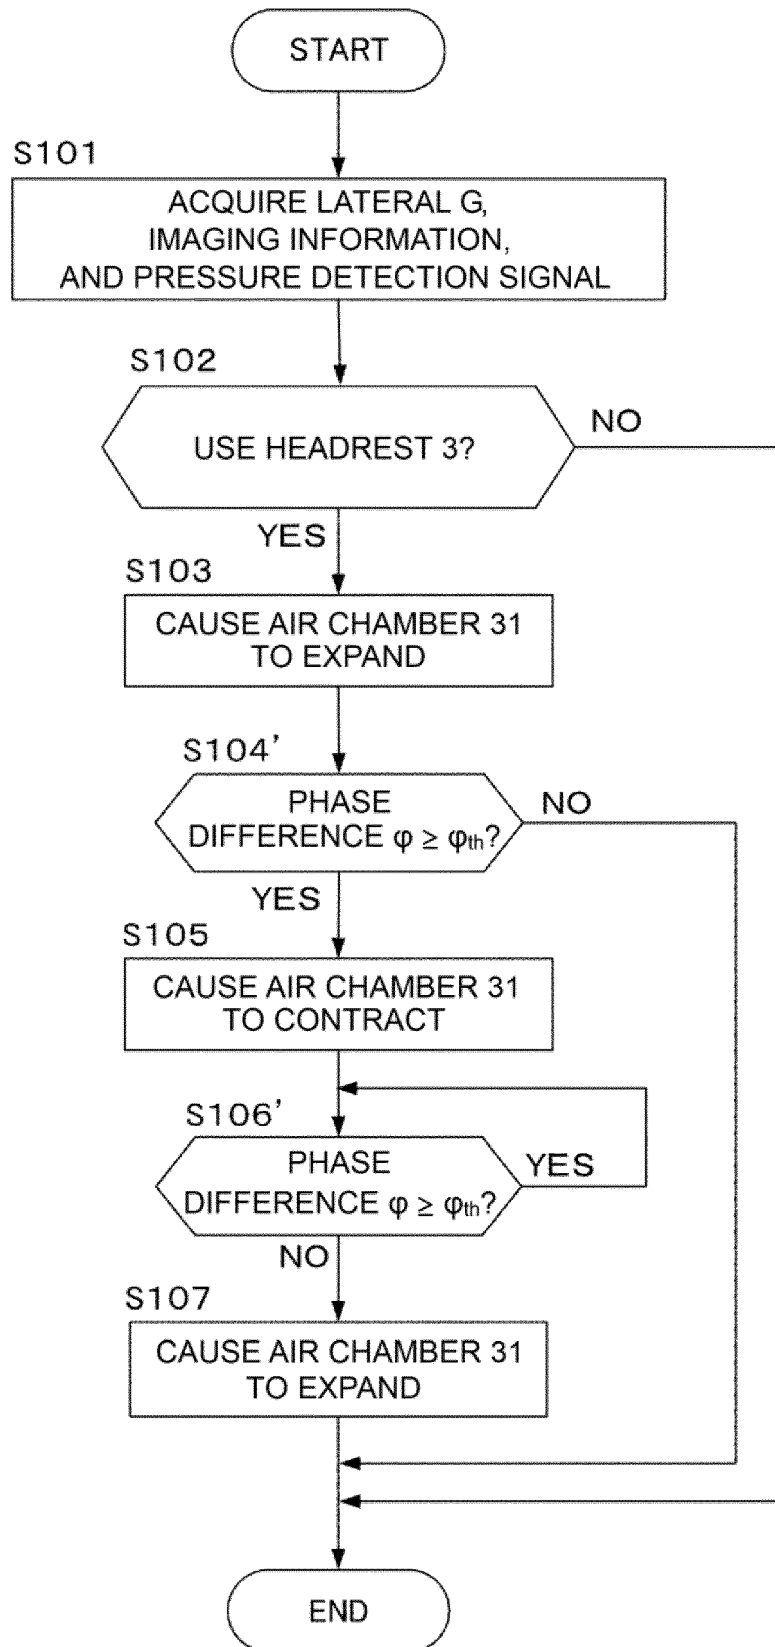 START
S101
ACQUIRE LATERAL G,
IMAGING INFORMATION,
AND PRESSURE DETECTION SIGNAL
S102
USE HEADREST 3?
NO
YES
S103
CAUSE AIR CHAMBER 31
TO EXPAND
S104'
PHASE
DIFFERENCE φ ≥ φth?
NO
YES
S105
CAUSE AIR CHAMBER 31
TO CONTRACT
S106'
PHASE
DIFFERENCE φ ≥ φth?
YES
NO
S107
CAUSE AIR CHAMBER 31
TO EXPAND
END